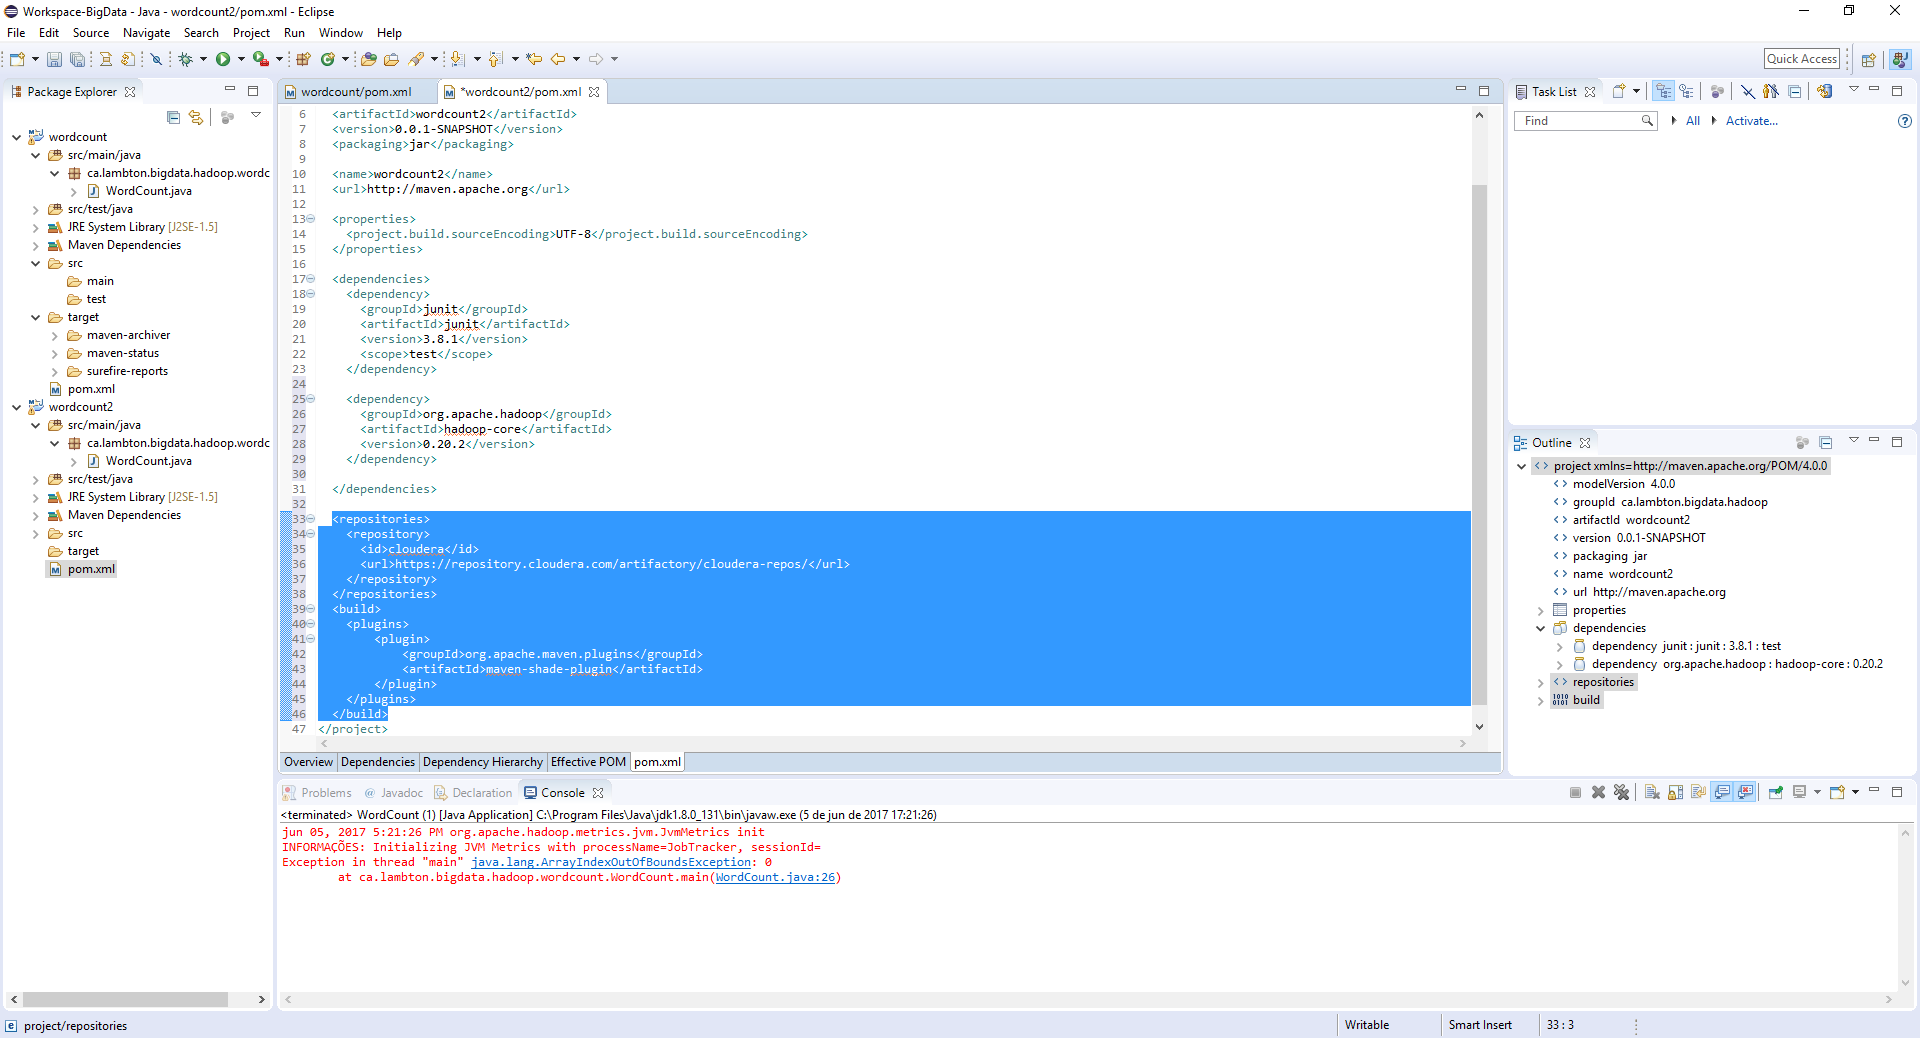 Workspace-BigData - Java - wordcount2/pom.xml - Eclipse
File Edit Source Navigate Search Project Run Window Help
Quick Access
Package Explorer
wordcount
src/main/java
ca.lambton.bigdata.hadoop.wordc
WordCount.java
src/test/java
JRE System Library [J2SE-1.5]
Maven Dependencies
src
main
test
target
maven-archiver
maven-status
surefire-reports
pom.xml
wordcount2
src/main/java
ca.lambton.bigdata.hadoop.wordc
WordCount.java
src/test/java
JRE System Library [J2SE-1.5]
Maven Dependencies
src
target
pom.xml
wordcount/pom.xml *wordcount2/pom.xml
6 <artifactId>wordcount2</artifactId>
7 <version>0.0.1-SNAPSHOT</version>
8 <packaging>jar</packaging>
9
10 <name>wordcount2</name>
11 <url>http://maven.apache.org</url>
12
13 <properties>
14 <project.build.sourceEncoding>UTF-8</project.build.sourceEncoding>
15 </properties>
16
17 <dependencies>
18 <dependency>
19 <groupId>junit</groupId>
20 <artifactId>junit</artifactId>
21 <version>3.8.1</version>
22 <scope>test</scope>
23 </dependency>
24
25 <dependency>
26 <groupId>org.apache.hadoop</groupId>
27 <artifactId>hadoop-core</artifactId>
28 <version>0.20.2</version>
29 </dependency>
30
31 </dependencies>
32
33 <repositories>
34 <repository>
35 <id>cloudera</id>
36 <url>https://repository.cloudera.com/artifactory/cloudera-repos/</url>
37 </repository>
38 </repositories>
39 <build>
40 <plugins>
41 <plugin>
42 <groupId>org.apache.maven.plugins</groupId>
43 <artifactId>maven-shade-plugin</artifactId>
44 </plugin>
45 </plugins>
46 </build>
47 </project>
Overview Dependencies Dependency Hierarchy Effective POM pom.xml
Task List
Find All Activate...
Outline
project xmlns=http://maven.apache.org/POM/4.0.0
modelVersion 4.0.0
groupId ca.lambton.bigdata.hadoop
artifactId wordcount2
version 0.0.1-SNAPSHOT
packaging jar
name wordcount2
url http://maven.apache.org
properties
dependencies
dependency junit : junit : 3.8.1 : test
dependency org.apache.hadoop : hadoop-core : 0.20.2
repositories
build
Problems @ Javadoc Declaration Console
<terminated> WordCount (1) [Java Application] C:\Program Files\Java\jdk1.8.0_131\bin\javaw.exe (5 de jun de 2017 17:21:26)
jun 05, 2017 5:21:26 PM org.apache.hadoop.metrics.jvm.JvmMetrics init
INFORMAÇÕES: Initializing JVM Metrics with processName=JobTracker, sessionId=
Exception in thread "main" java.lang.ArrayIndexOutOfBoundsException: 0
at ca.lambton.bigdata.hadoop.wordcount.WordCount.main(WordCount.java:26)
project/repositories Writable Smart Insert 33 : 3